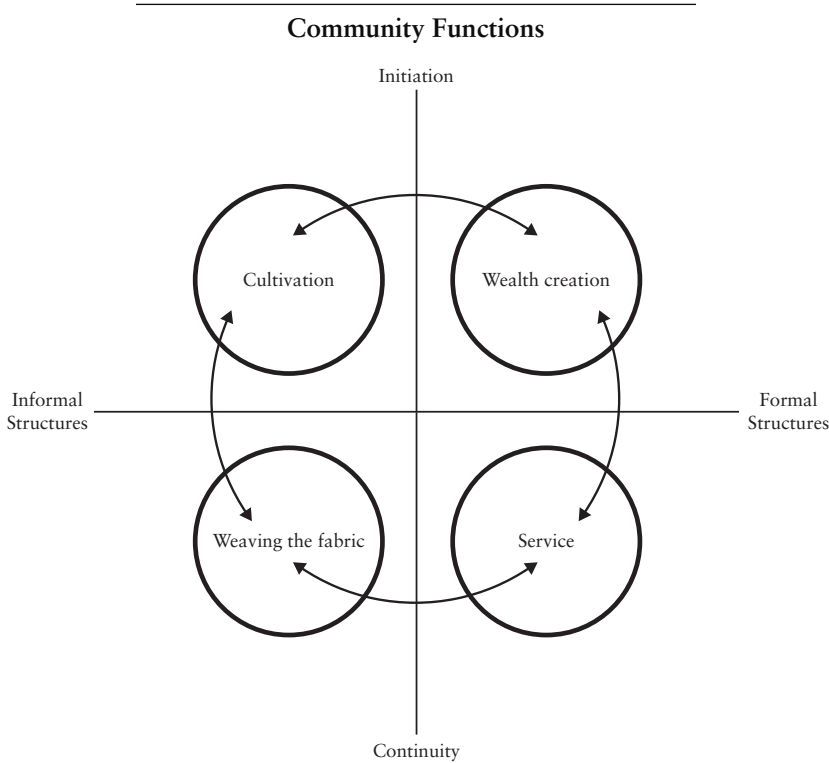 Community Functions
Initiation
Cultivation
Wealth creation
Informal
Structures
Formal
Structures
Weaving the fabric
Service
Continuity